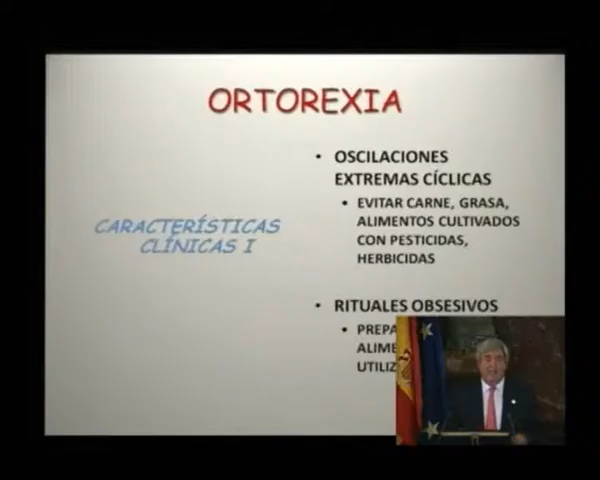 ORTOREXIA
CARACTERÍSTICAS
CLÍNICAS I
• OSCILACIONES
EXTREMAS CÍCLICAS
• EVITAR CARNE, GRASA,
ALIMENTOS CULTIVADOS
CON PESTICIDAS,
HERBICIDAS
• RITUALES OBSESIVOS
• PREPA
ALIME
UTILIZ